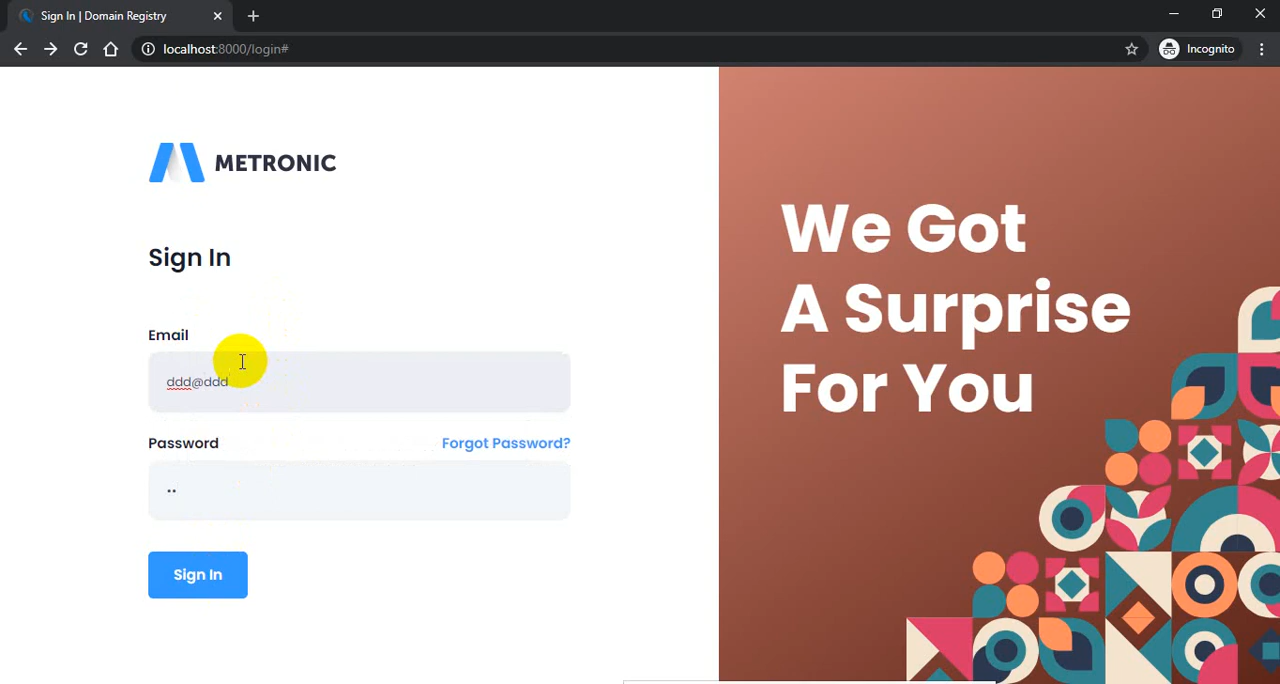 Sign In | Domain Registry
localhost:8000/login#
Incognito
METRONIC
Sign In
Email
ddd@ddd
Password
Forgot Password?
Sign In
We Got
A Surprise
For You